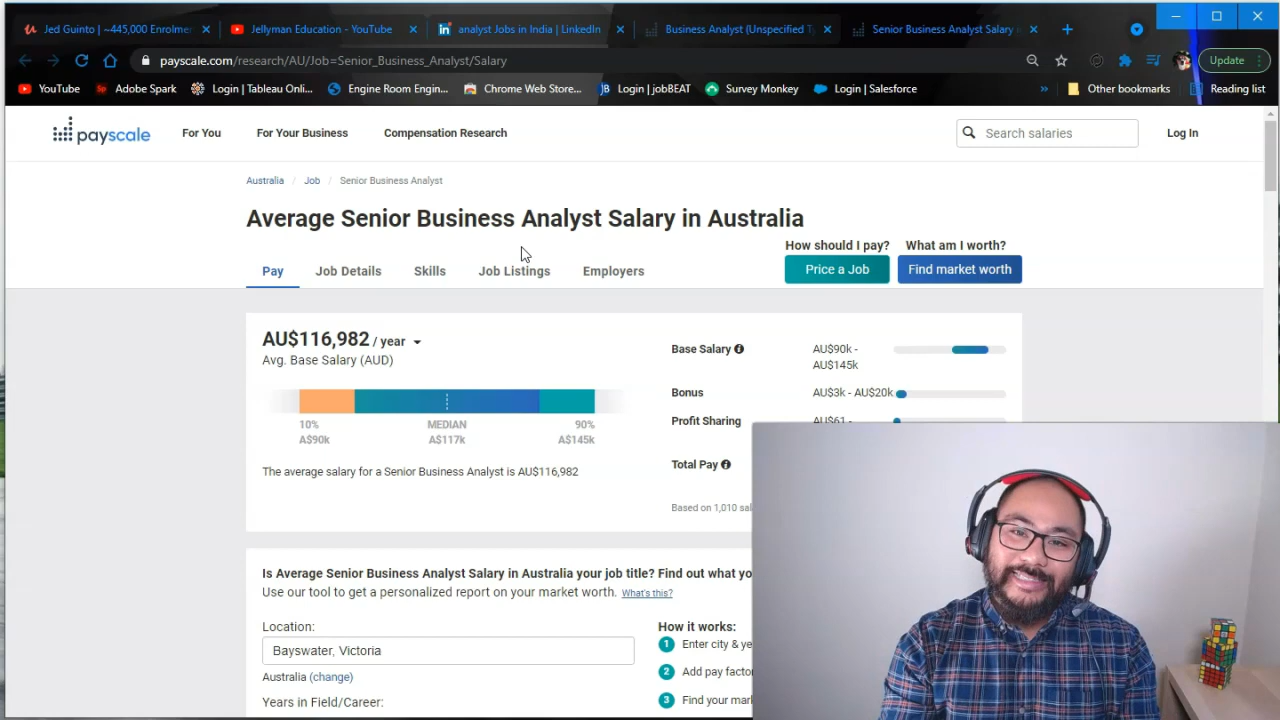 Jed Guinto | ~445,000 Enrolmen
Jellyman Education - YouTube
analyst Jobs in India | LinkedIn
Business Analyst (Unspecified T
Senior Business Analyst Salary
payscale.com/research/AU/Job=Senior_Business_Analyst/Salary
Update
YouTube
Adobe Spark
Login | Tableau Onli...
Engine Room Engin...
Chrome Web Store...
Login | jobBEAT
Survey Monkey
Login | Salesforce
»
Other bookmarks
Reading list
payscale
For You
For Your Business
Compensation Research
Search salaries
Log In
Australia / Job / Senior Business Analyst
Average Senior Business Analyst Salary in Australia
How should I pay?
What am I worth?
Pay
Job Details
Skills
Job Listings
Employers
Price a Job
Find market worth
AU$116,982 / year
Avg. Base Salary (AUD)
10%
MEDIAN
90%
A$90k
A$117k
A$145k
The average salary for a Senior Business Analyst is AU$116,982
Base Salary
AU$90k -
AU$145k
Bonus
AU$3k - AU$20k
Profit Sharing
AU$61 -
Total Pay
Based on 1,010 sal
Is Average Senior Business Analyst Salary in Australia your job title? Find out what yo
Use our tool to get a personalized report on your market worth. What's this?
Location:
Bayswater, Victoria
Australia (change)
Years in Field/Career:
How it works:
1 Enter city & ye
2 Add pay factor
3 Find your mar